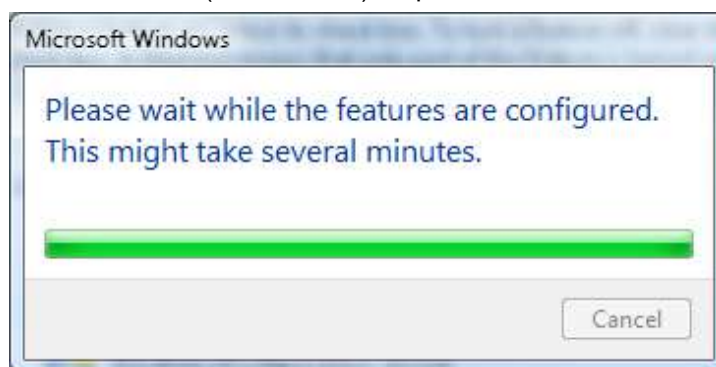 Microsoft Windows
Please wait while the features are configured.
This might take several minutes.
Cancel